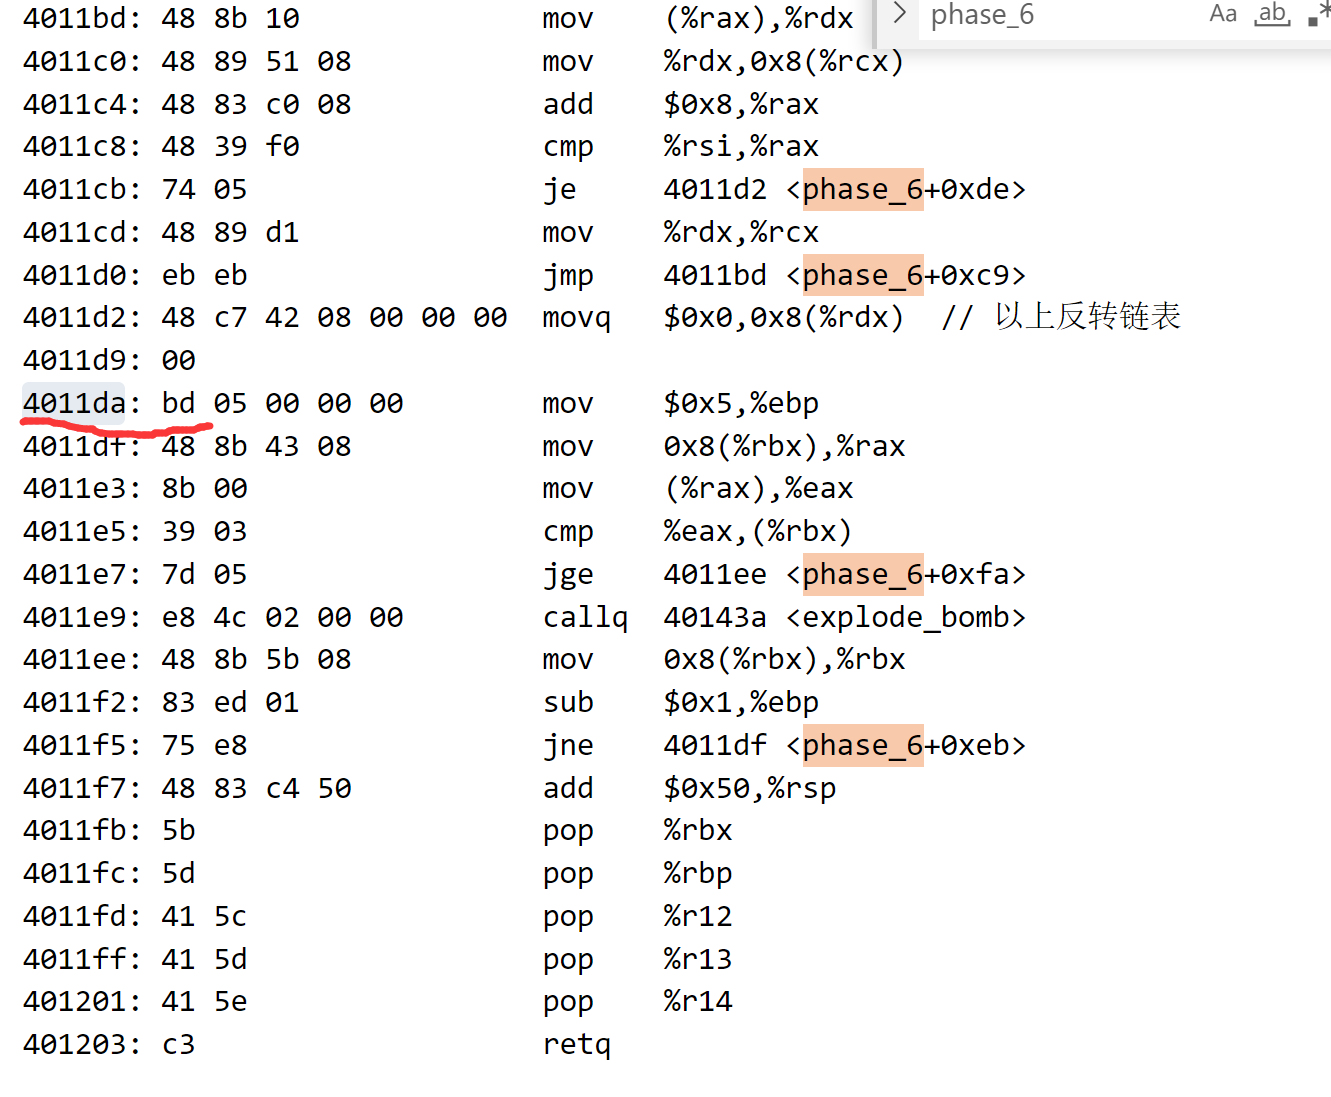 phase_6 Aa ab .*
4011bd: 48 8b 10 mov (%rax),%rdx
4011c0: 48 89 51 08 mov %rdx,0x8(%rcx)
4011c4: 48 83 c0 08 add $0x8,%rax
4011c8: 48 39 f0 cmp %rsi,%rax
4011cb: 74 05 je 4011d2 <phase_6+0xde>
4011cd: 48 89 d1 mov %rdx,%rcx
4011d0: eb eb jmp 4011bd <phase_6+0xc9>
4011d2: 48 c7 42 08 00 00 00 movq $0x0,0x8(%rdx) // 以上反转链表
4011d9: 00
4011da: bd 05 00 00 00 mov $0x5,%ebp
4011df: 48 8b 43 08 mov 0x8(%rbx),%rax
4011e3: 8b 00 mov (%rax),%eax
4011e5: 39 03 cmp %eax,(%rbx)
4011e7: 7d 05 jge 4011ee <phase_6+0xfa>
4011e9: e8 4c 02 00 00 callq 40143a <explode_bomb>
4011ee: 48 8b 5b 08 mov 0x8(%rbx),%rbx
4011f2: 83 ed 01 sub $0x1,%ebp
4011f5: 75 e8 jne 4011df <phase_6+0xeb>
4011f7: 48 83 c4 50 add $0x50,%rsp
4011fb: 5b pop %rbx
4011fc: 5d pop %rbp
4011fd: 41 5c pop %r12
4011ff: 41 5d pop %r13
401201: 41 5e pop %r14
401203: c3 retq